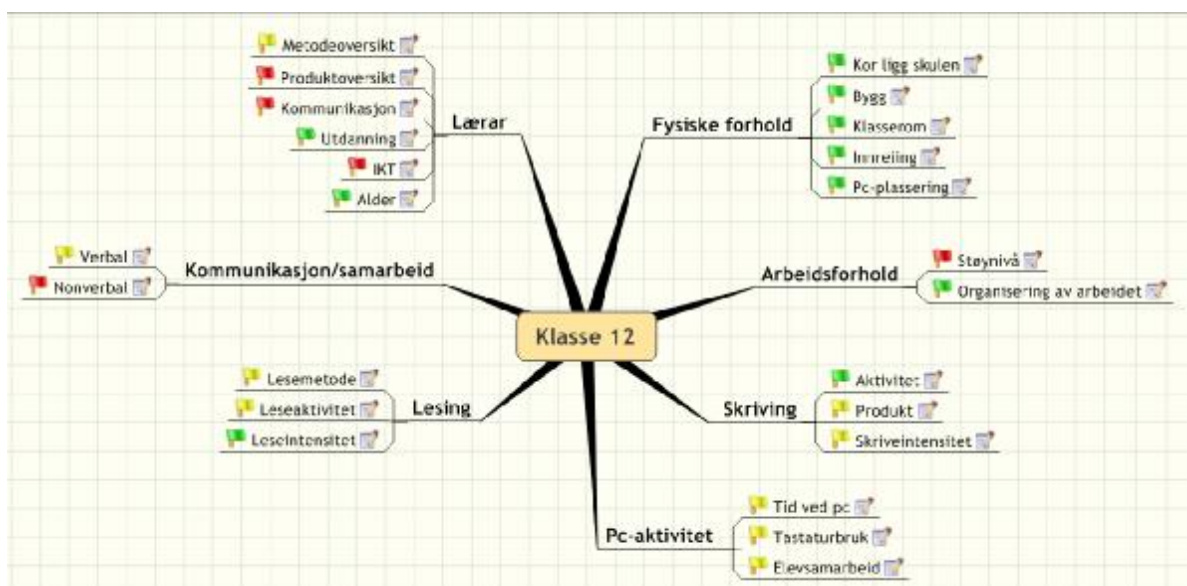 Metodeoversikt
Produktoversikt
Kommunikasjon
Utdanning
IKT
Alder
Lærar
Verbal
Nonverbal
Kommunikasjon/samarbeid
Lesemetode
Leseaktivitet
Leseintensitet
Lesing
Klasse 12
Fysiske forhold
Kor ligg skulen
Bygg
Klasserom
Innreiing
Pc-plassering
Arbeidsforhold
Støynivå
Organisering av arbeidet
Skriving
Aktivitet
Produkt
Skriveintensitet
Pc-aktivitet
Tid ved pc
Tastaturbruk
Elevsamarbeid